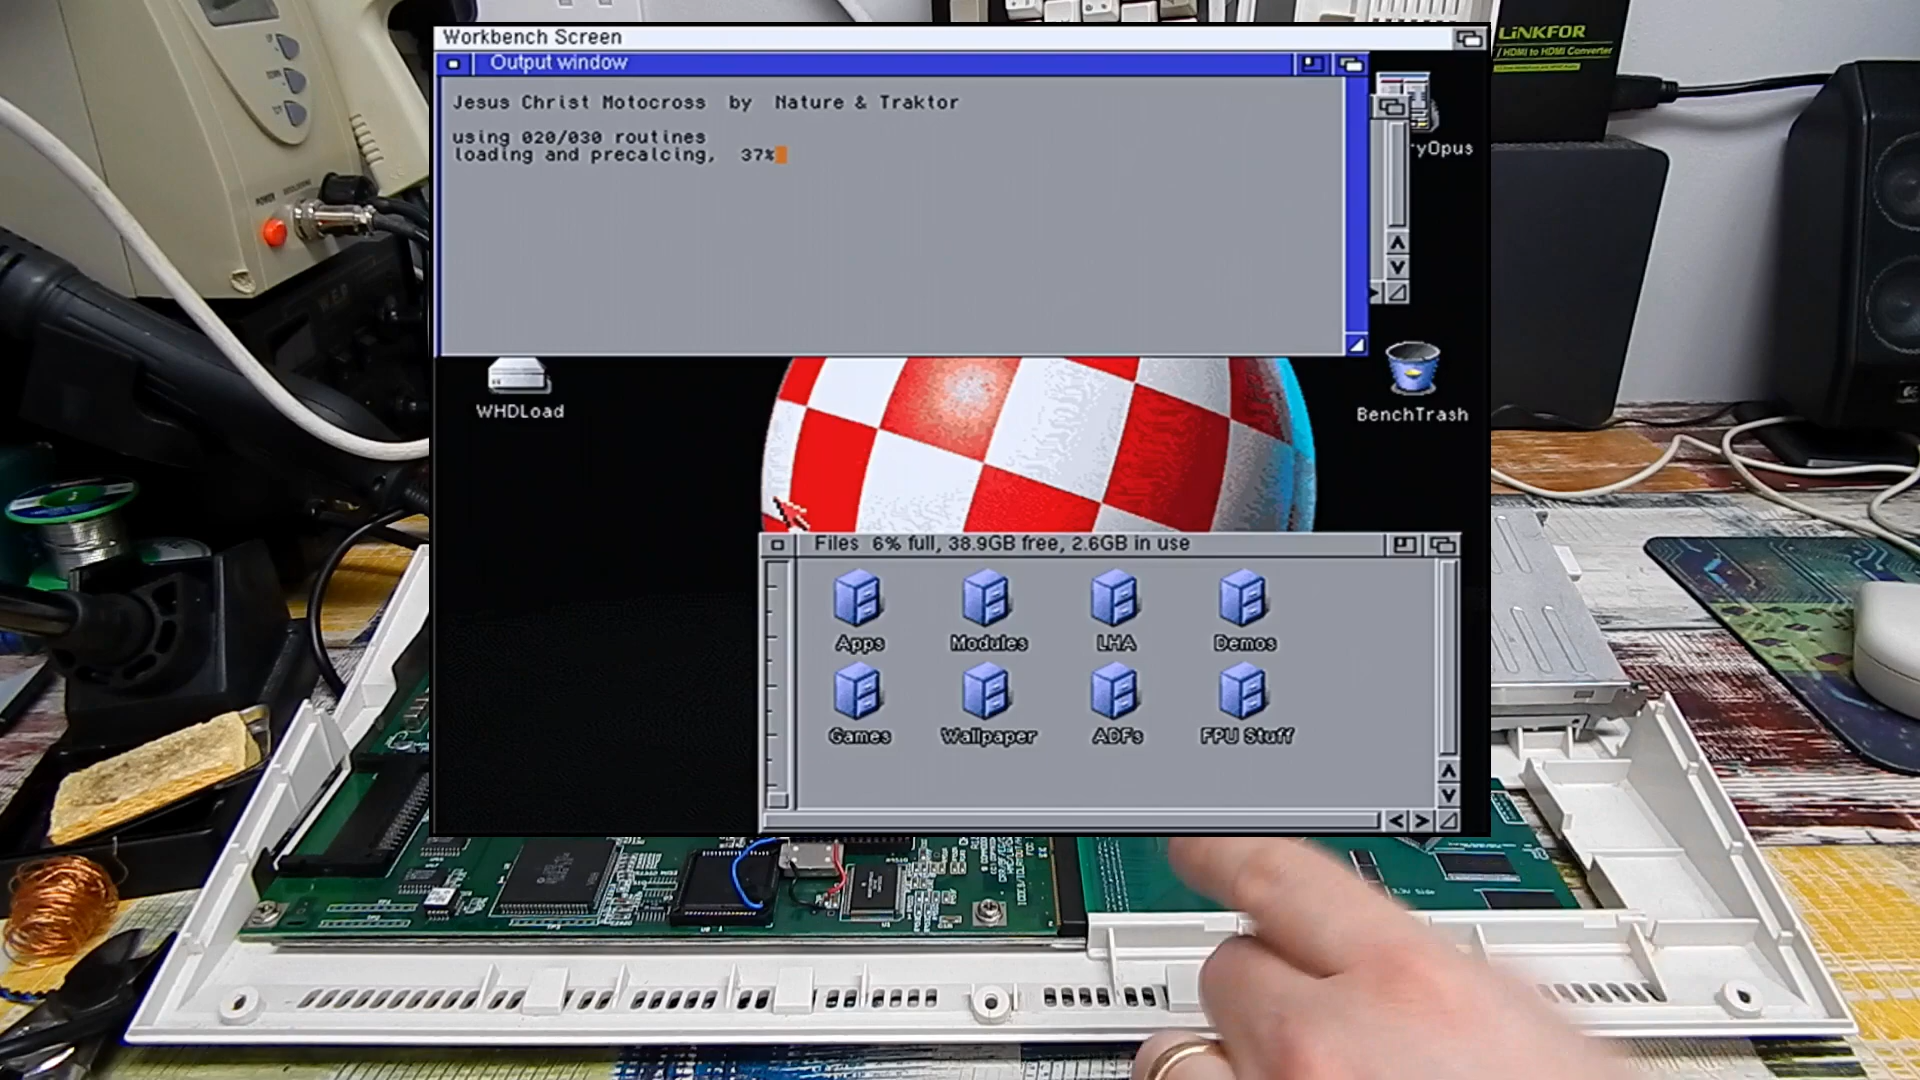 Workbench Screen
Output window
Jesus Christ Motocross by Nature & Traktor
using 020/030 routines
loading and precalcing, 37%
ryOpus
WHDLoad
BenchTrash
Files 6% full, 38.9GB free, 2.6GB in use
Apps
Modules
LHA
Demos
Games
Wallpaper
ADFs
FPU Stuff
LiNKFOR
/ HDMI to HDMI Converter
POWER